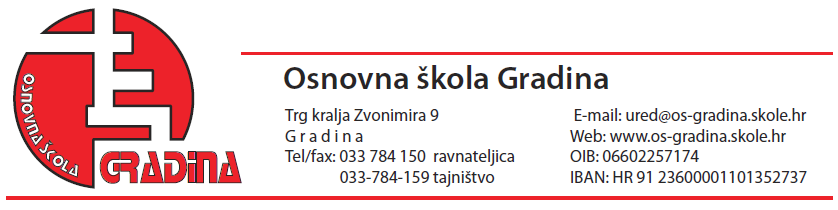 OSNOVNA ŠKOLA
GRADINA
Osnovna škola Gradina
Trg kralja Zvonimira 9
G r a d i n a
Tel/fax: 033 784 150 ravnateljica
033-784-159 tajništvo
E-mail: ured@os-gradina.skole.hr
Web: www.os-gradina.skole.hr
OIB: 06602257174
IBAN: HR 91 23600001101352737